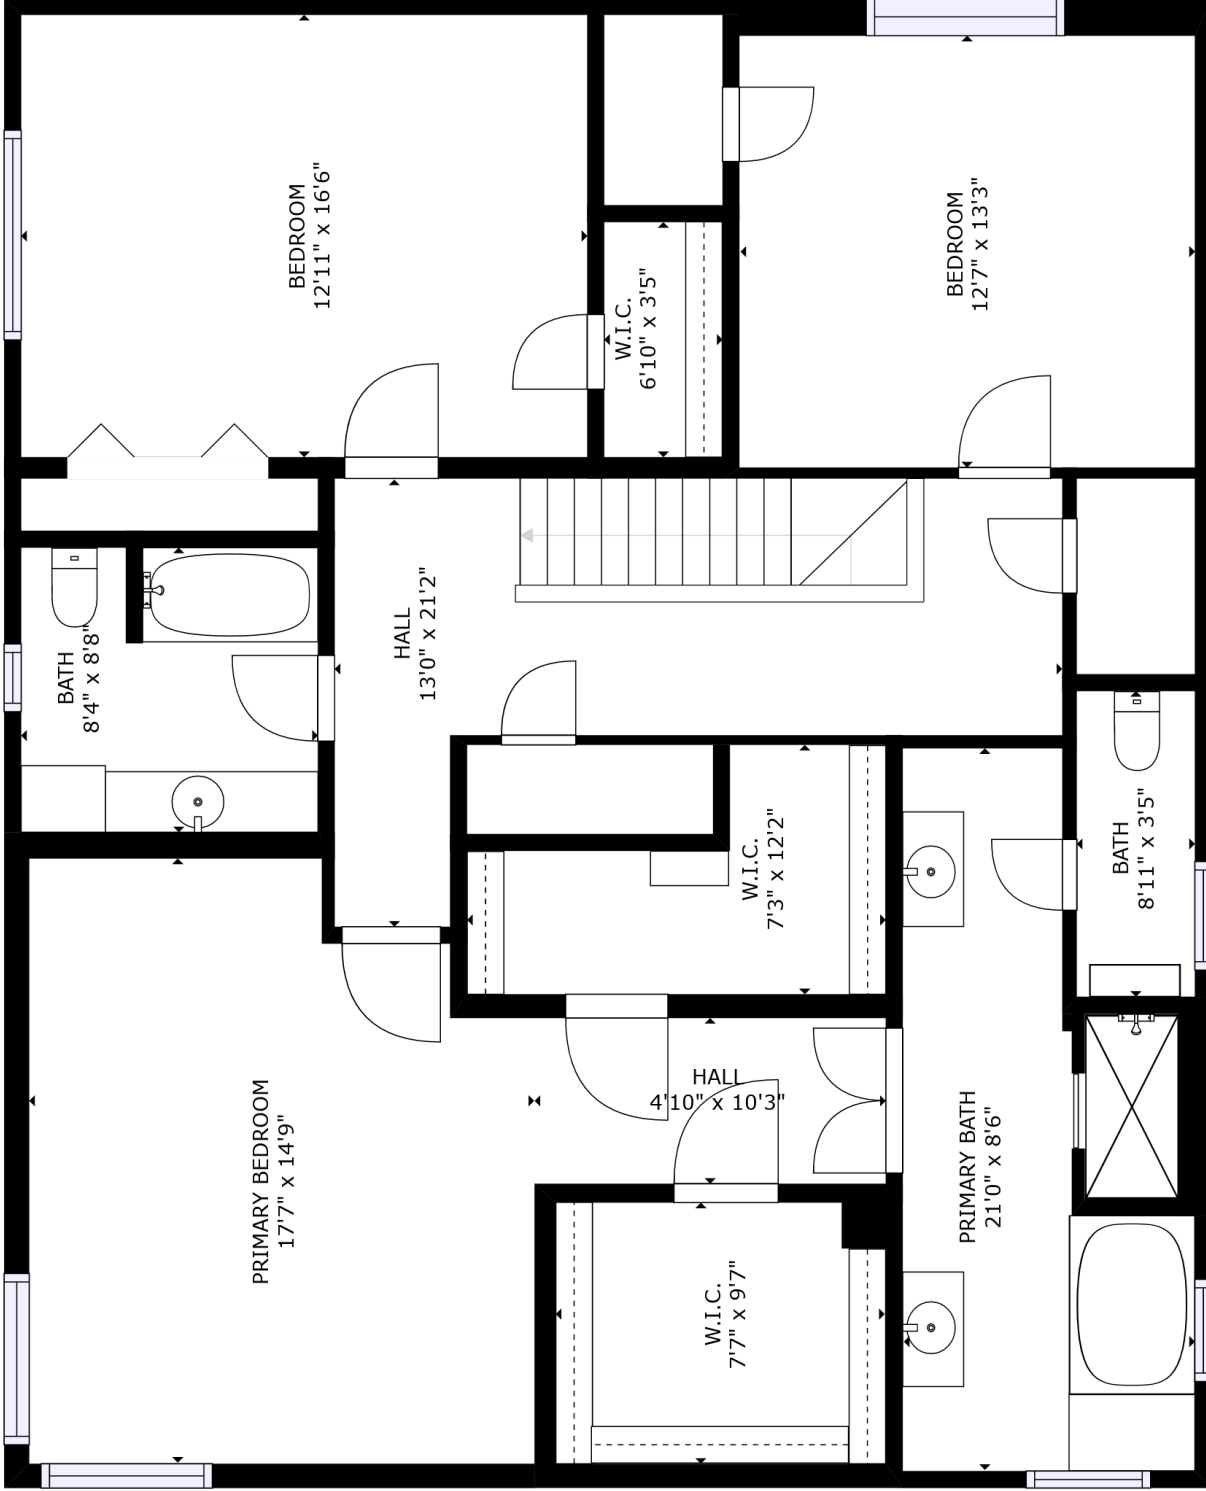 BEDROOM
12'11" x 16'6"
BEDROOM
12'7" x 13'3"
W.I.C.
6'10" x 3'5"
HALL
13'0" x 21'2"
BATH
8'4" x 8'8"
W.I.C.
7'3" x 12'2"
BATH
8'11" x 3'5"
HALL
4'10" x 10'3"
PRIMARY BEDROOM
17'7" x 14'9"
PRIMARY BATH
21'0" x 8'6"
W.I.C.
7'7" x 9'7"